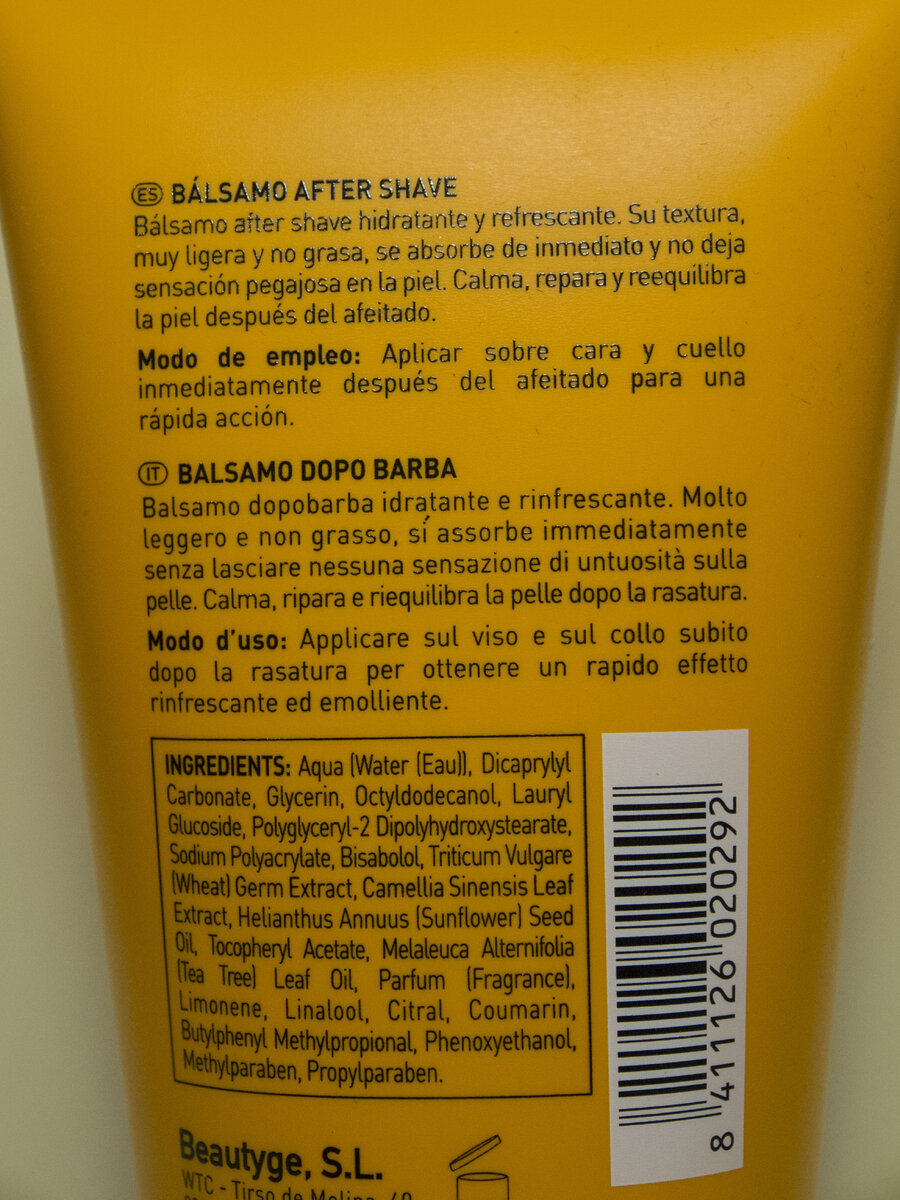 ES BÁLSAMO AFTER SHAVE
Bálsamo after shave hidratante y refrescante. Su textura,
muy ligera y no grasa, se absorbe de inmediato y no deja
sensación pegajosa en la piel. Calma, repara y reequilibra
la piel después del afeitado.
Modo de empleo: Aplicar sobre cara y cuello
inmediatamente después del afeitado para una
rápida acción.
IT BALSAMO DOPO BARBA
Balsamo dopobarba idratante e rinfrescante. Molto
leggero e non grasso, sí assorbe immediatamente
senza lasciare nessuna sensazione di untuosità sulla
pelle. Calma, ripara e riequilibra la pelle dopo la rasatura.
Modo d'uso: Applicare sul viso e sul collo subito
dopo la rasatura per ottenere un rapido effetto
rinfrescante ed emolliente.
INGREDIENTS: Aqua (Water (Eau)), Dicaprylyl
Carbonate, Glycerin, Octyldodecanol, Lauryl
Glucoside, Polyglyceryl-2 Dipolyhydroxystearate,
Sodium Polyacrylate, Bisabolol, Triticum Vulgare
(Wheat) Germ Extract, Camellia Sinensis Leaf
Extract, Helianthus Annuus (Sunflower) Seed
Oil, Tocopheryl Acetate, Melaleuca Alternifolia
(Tea Tree) Leaf Oil, Parfum (Fragrance),
Limonene, Linalool, Citral, Coumarin,
Butylphenyl Methylpropional, Phenoxyethanol,
Methylparaben, Propylparaben.
8 411126 020292
Beautyge, S.L.
WTC - Tirso de Molina, 40